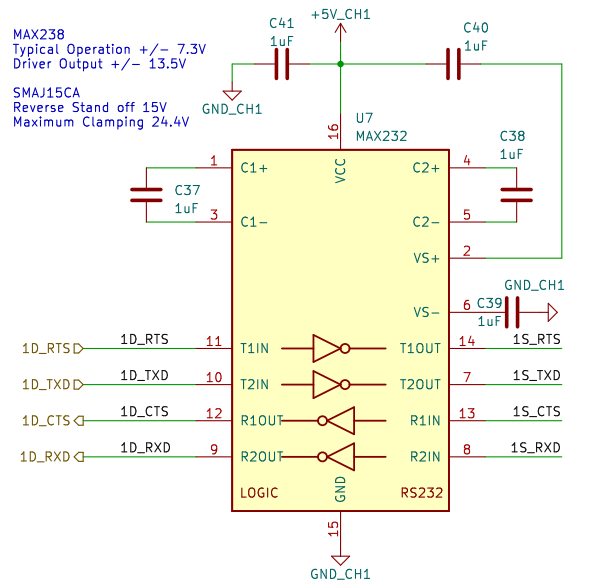 +5V_CH1
C41
1uF
C40
1uF
MAX238
Typical Operation +/- 7.3V
Driver Output +/- 13.5V
SMAJ15CA
Reverse Stand off 15V
Maximum Clamping 24.4V
GND_CH1
U7
MAX232
16
VCC
1
C1+
C2+
4
C38
1uF
C37
1uF
3
C1-
C2-
5
VS+
2
GND_CH1
VS-
6
C39
1uF
1D_RTS
1D_RTS
11
T1IN
T1OUT
14
1S_RTS
1D_TXD
1D_TXD
10
T2IN
T2OUT
7
1S_TXD
1D_CTS
1D_CTS
12
R1OUT
R1IN
13
1S_CTS
1D_RXD
1D_RXD
9
R2OUT
R2IN
8
1S_RXD
LOGIC
GND
RS232
15
GND_CH1